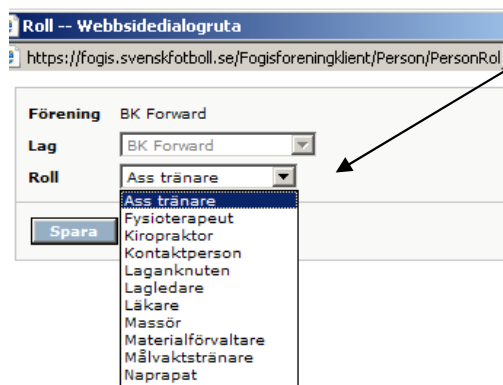 Roll -- Webbsidedialogruta
https://fogis.svenskfotboll.se/Fogisforeningklient/Person/PersonRol
Förening BK Forward
Lag BK Forward
Roll Ass tränare
Ass tränare
Fysioterapeut
Spara
Kiropraktor
Kontaktperson
Laganknuten
Lagledare
Läkare
Massör
Materialförvaltare
Målvaktstränare
Naprapat